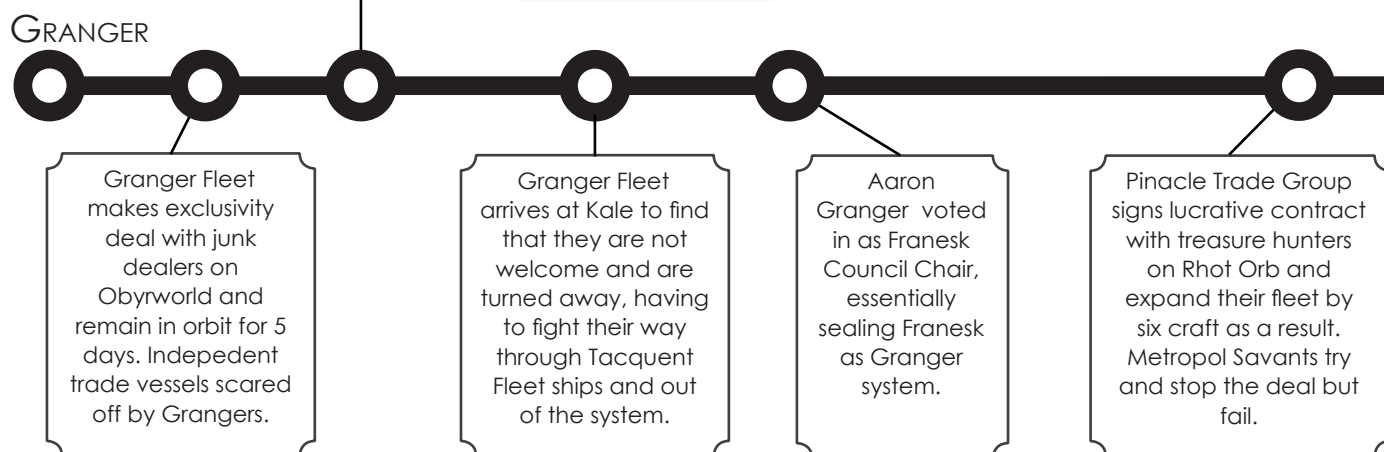 GRANGER
Granger Fleet
makes exclusivity
deal with junk
dealers on
Obyrworld and
remain in orbit for 5
days. Indepedent
trade vessels scared
off by Grangers.
Granger Fleet
arrives at Kale to find
that they are not
welcome and are
turned away, having
to fight their way
through Tacquent
Fleet ships and out
of the system.
Aaron
Granger voted
in as Franesk
Council Chair,
essentially
sealing Franesk
as Granger
system.
Pinacle Trade Group
signs lucrative contract
with treasure hunters
on Rhot Orb and
expand their fleet by
six craft as a result.
Metropol Savants try
and stop the deal but
fail.